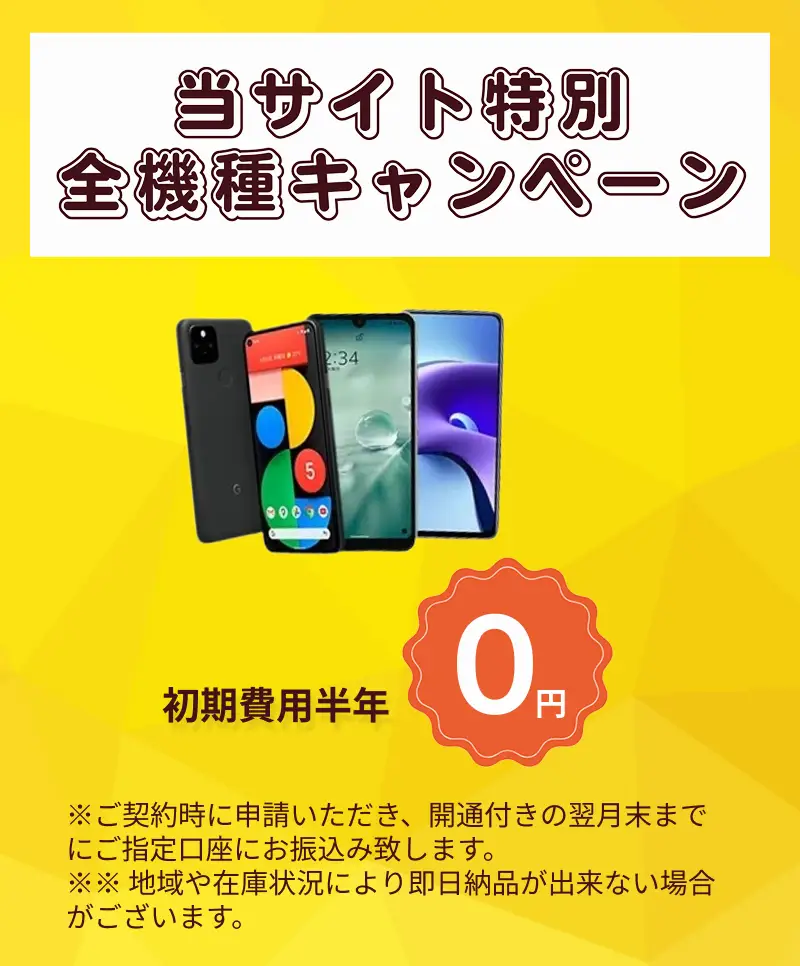 当サイト特別
全機種キャンペーン
2:34
5
G
初期費用半年
0円
※ご契約時に申請いただき、開通付きの翌月末まで
にご指定口座にお振込み致します。
※※ 地域や在庫状況により即日納品が出来ない場合
がございます。